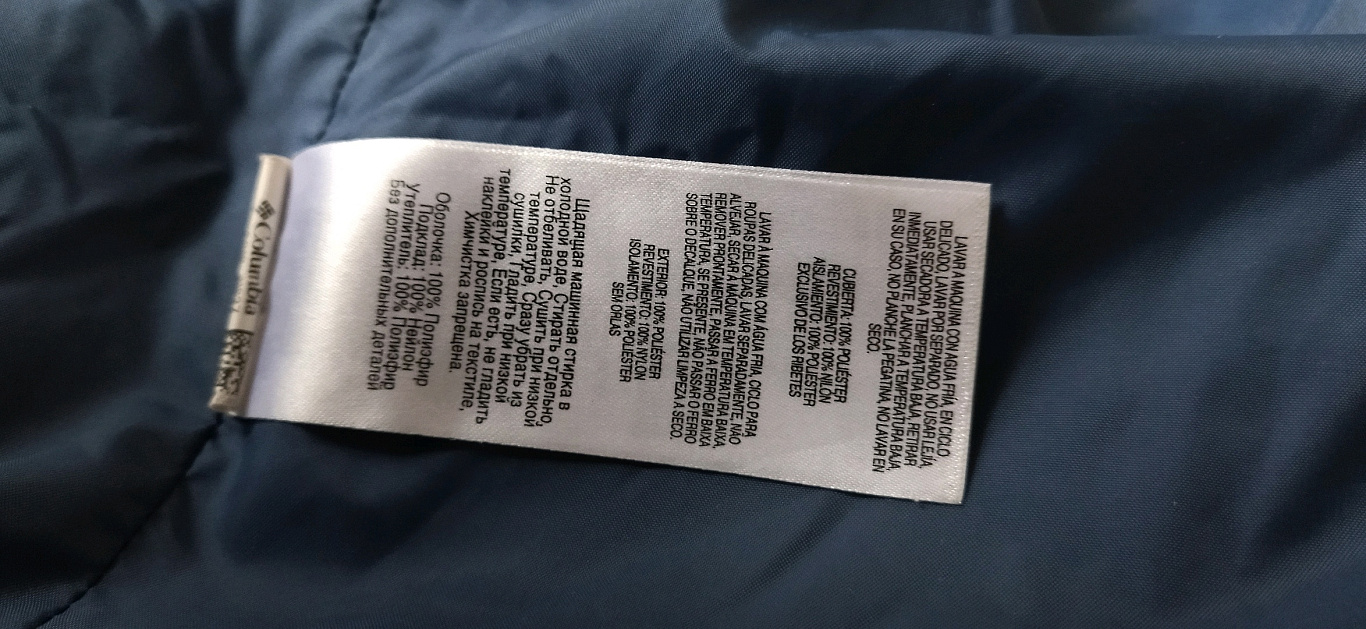 LAVAR A MAQUINA CON AGUA FRIA, EN CICLO
DELICADO, LAVAR POR SEPARADO, NO USAR LEJÍA,
USAR SECADORA A TEMPERATURA BAJA, RETIRAR
INMEDIATAMENTE, PLANCHAR A TEMPERATURA BAJA,
EN SU CASO, NO PLANCHE LA PEGATINA, NO LAVAR EN
SECO.
CUBIERTA: 100% POLIÉSTER
REVESTIMIENTO: 100% NILÓN
AISLAMIENTO: 100% POLIÉSTER
EXCLUSIVO DE LOS RIBETES
LAVAR À MAQUINA COM ÁGUA FRIA, CICLO PARA
ROUPAS DELICADAS, LAVAR SEPARADAMENTE, NÃO
ALVEJAR, SECAR A MÁQUINA EM TEMPERATURA BAIXA,
REMOVER PRONTAMENTE, PASSAR A FERRO EM BAIXA
TEMPERATURA, SE PRESENTE, NÃO PASSAR O FERRO
SOBRE O DECALQUE, NÃO UTILIZAR LIMPEZA A SECO.
EXTERIOR: 100% POLIÉSTER
REVESTIMENTO: 100% NYLON
ISOLAMENTO: 100% POLIÉSTER
SEM ORLAS
Щадящая машинная стирка в
холодной воде, Стирать отдельно,
Не отбеливать, Сушить при низкой
температуре, Сразу убрать из
сушилки, Гладить при низкой
температуре, Если есть, не гладить
наклейки и роспись на текстиле,
Химчистка запрещена.
Оболочка: 100% Полиэфир
Подклад: 100% Нейлон
Утеплитель: 100% Полиэфир
Без дополнительных деталей
Columbia